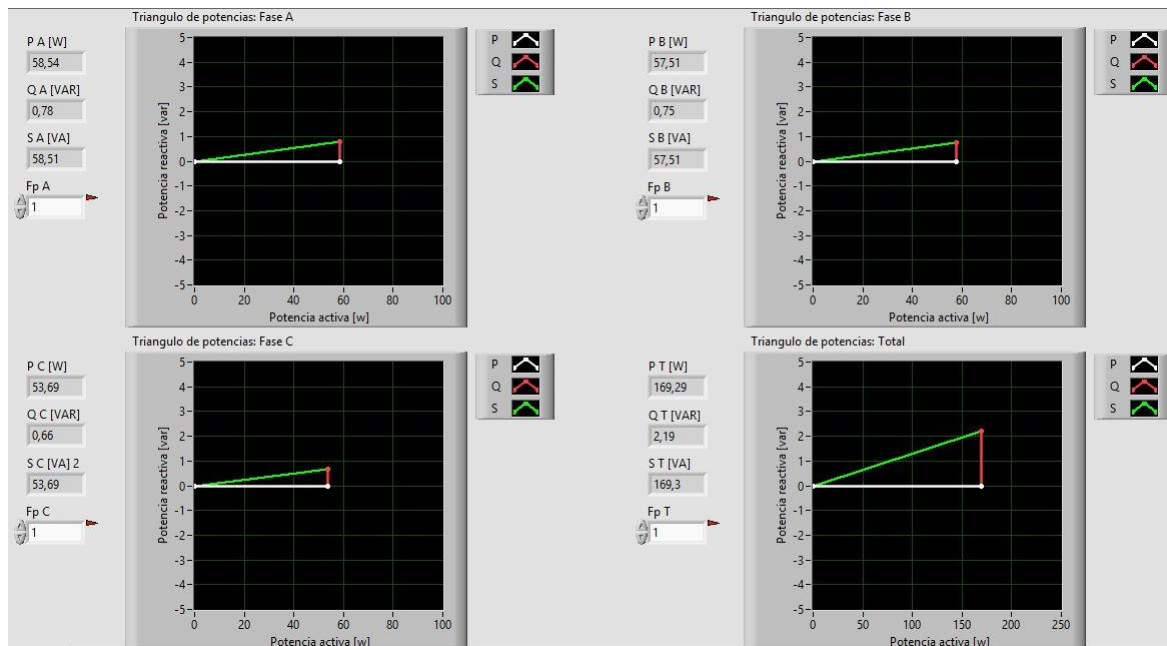 Triangulo de potencias: Fase A
P A [W]
58,54
Q A [VAR]
0,78
S A [VA]
58,51
Fp A
1
Potencia reactiva [var]
5
4
3
2
1
0
-1
-2
-3
-4
-5
0 20 40 60 80 100
Potencia activa [w]
P
Q
S
Triangulo de potencias: Fase B
P B [W]
57,51
Q B [VAR]
0,75
S B [VA]
57,51
Fp B
1
Potencia reactiva [var]
5
4
3
2
1
0
-1
-2
-3
-4
-5
0 20 40 60 80 100
Potencia activa [w]
P
Q
S
Triangulo de potencias: Fase C
P C [W]
53,69
Q C [VAR]
0,66
S C [VA] 2
53,69
Fp C
1
Potencia reactiva [var]
5
4
3
2
1
0
-1
-2
-3
-4
-5
0 20 40 60 80 100
Potencia activa [w]
P
Q
S
Triangulo de potencias: Total
P T [W]
169,29
Q T [VAR]
2,19
S T [VA]
169,3
Fp T
1
Potencia reactiva [var]
5
4
3
2
1
0
-1
-2
-3
-4
-5
0 50 100 150 200 250
Potencia activa [w]
P
Q
S